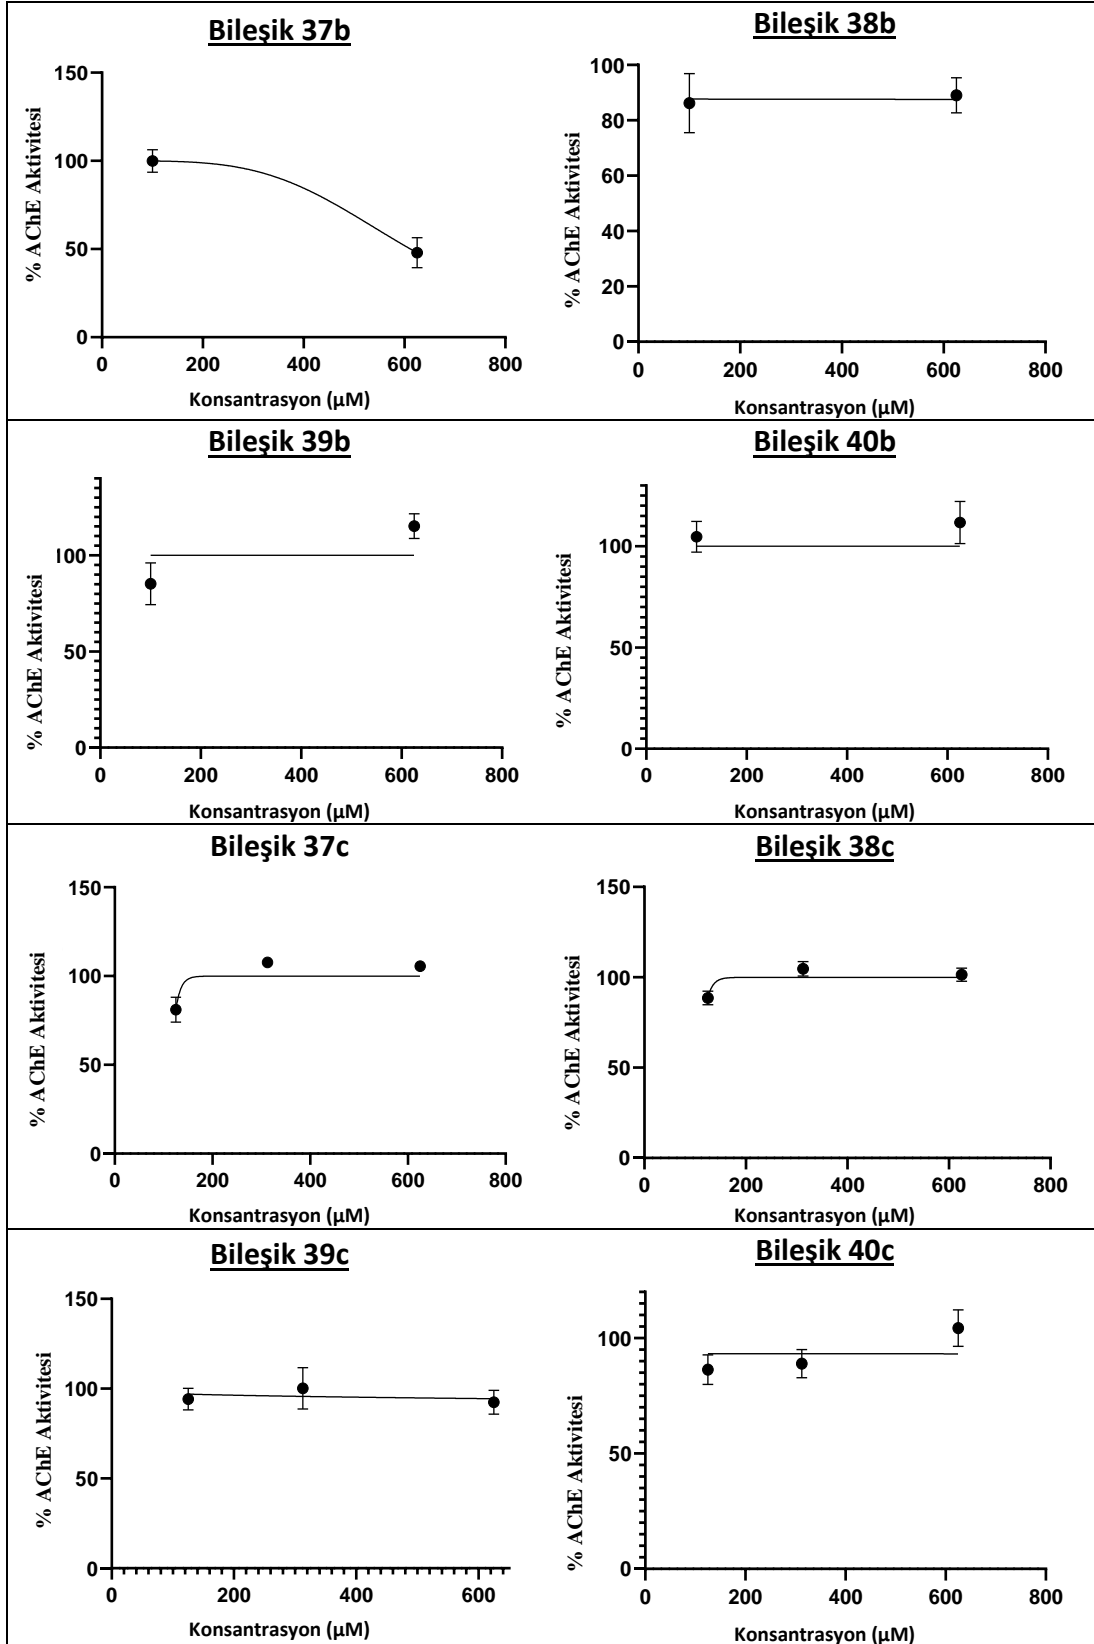 Bileşik 37b
% AChE Aktivitesi
150
100
50
0
0 200 400 600 800
Konsantrasyon (µM)
Bileşik 38b
% AChE Aktivitesi
100
80
60
40
20
0
0 200 400 600 800
Konsantrasyon (µM)
Bileşik 39b
% AChE Aktivitesi
100
50
0
0 200 400 600 800
Konsantrasyon (µM)
Bileşik 40b
% AChE Aktivitesi
100
50
0
0 200 400 600 800
Konsantrasyon (µM)
Bileşik 37c
% AChE Aktivitesi
150
100
50
0
0 200 400 600 800
Konsantrasyon (µM)
Bileşik 38c
% AChE Aktivitesi
150
100
50
0
0 200 400 600 800
Konsantrasyon (µM)
Bileşik 39c
% AChE Aktivitesi
150
100
50
0
0 200 400 600
Konsantrasyon (µM)
Bileşik 40c
% AChE Aktivitesi
100
50
0
0 200 400 600 800
Konsantrasyon (µM)